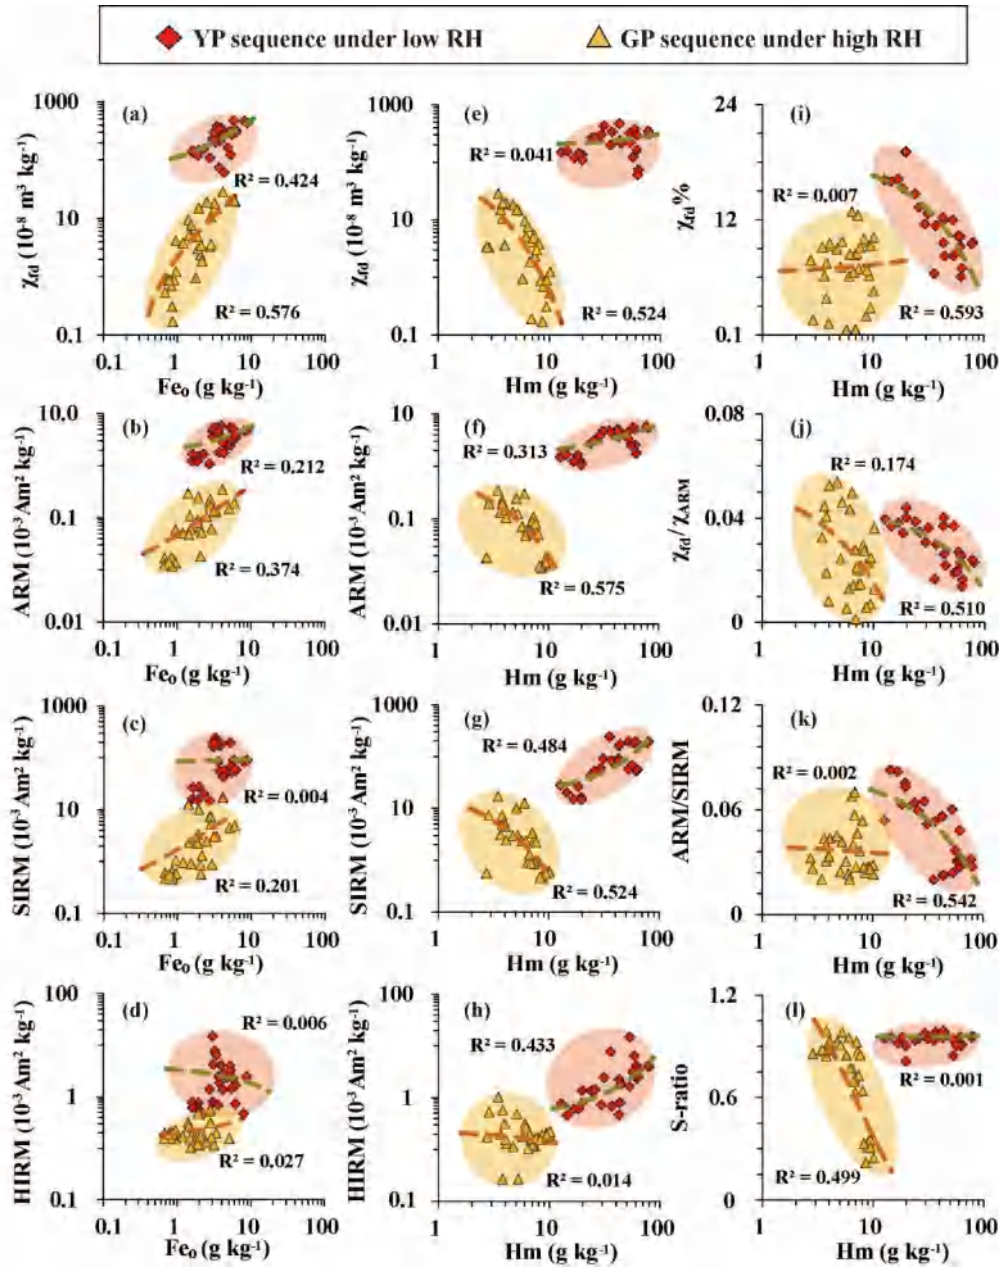 YP sequence under low RH GP sequence under high RH
1000 (a)
R² = 0.424
10
R² = 0.576
0.1
0.1 1 10 100
Feₒ (g kg⁻¹)
χfd (10⁻⁸ m³ kg⁻¹)
1000 (e)
R² = 0.041
10
R² = 0.524
0.1
1 10 100
Hm (g kg⁻¹)
χfd (10⁻⁸ m³ kg⁻¹)
24 (i)
R² = 0.007
12
R² = 0.593
0.1
1 10 100
Hm (g kg⁻¹)
χfd%
10.0 (b)
1.0
R² = 0.212
0.1
R² = 0.374
0.01
0.1 1 10 100
Feₒ (g kg⁻¹)
ARM (10⁻³ Am² kg⁻¹)
10 (f)
R² = 0.313
1
0.1
R² = 0.575
0.01
1 10 100
Hm (g kg⁻¹)
ARM (10⁻³ Am² kg⁻¹)
0.08 (j)
R² = 0.174
0.04
R² = 0.510
0
1 10 100
Hm (g kg⁻¹)
χfd/χARM
1000 (c)
R² = 0.004
10
R² = 0.201
0.1
0.1 1 10 100
Feₒ (g kg⁻¹)
SIRM (10⁻³ Am² kg⁻¹)
1000 (g)
R² = 0.484
10
R² = 0.524
0.1
1 10 100
Hm (g kg⁻¹)
SIRM (10⁻³ Am² kg⁻¹)
0.12 (k)
R² = 0.002
0.06
R² = 0.542
0
1 10 100
Hm (g kg⁻¹)
ARM/SIRM
100 (d)
R² = 0.006
1
R² = 0.027
0.1
0.1 1 10 100
Feₒ (g kg⁻¹)
HIRM (10⁻³ Am² kg⁻¹)
100 (h)
R² = 0.433
1
R² = 0.014
0.1
1 10 100
Hm (g kg⁻¹)
HIRM (10⁻³ Am² kg⁻¹)
1.2 (l)
R² = 0.001
0.6
R² = 0.499
0
1 10 100
Hm (g kg⁻¹)
S-ratio